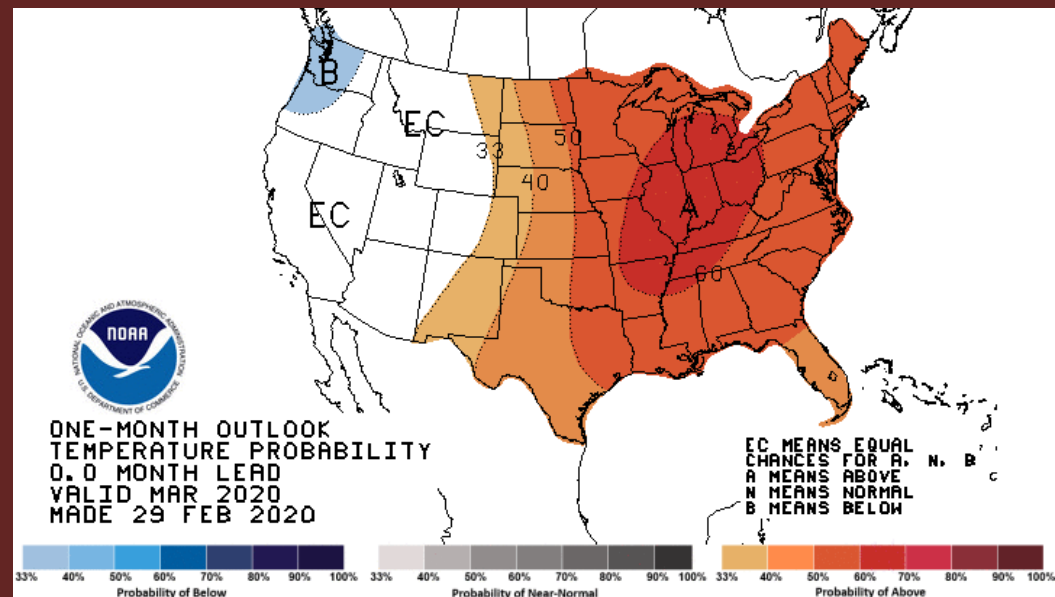 B
EC
33
50
40
EC
A
60
NATIONAL OCEANIC AND ATMOSPHERIC ADMINISTRATION
NOAA
U.S. DEPARTMENT OF COMMERCE
ONE-MONTH OUTLOOK
TEMPERATURE PROBABILITY
0.0 MONTH LEAD
VALID MAR 2020
MADE 29 FEB 2020
EC MEANS EQUAL
CHANCES FOR A, N, B
A MEANS ABOVE
N MEANS NORMAL
B MEANS BELOW
33% 40% 50% 60% 70% 80% 90% 100%
Probability of Below
33% 40% 50% 60% 70% 80% 90% 100%
Probability of Near-Normal
33% 40% 50% 60% 70% 80% 90% 100%
Probability of Above